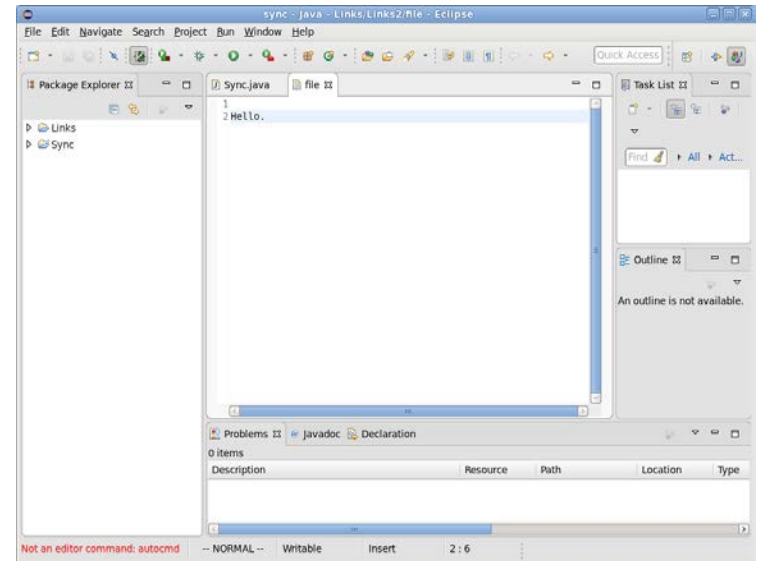 sync - Java - Links/Links2/file - Eclipse
File Edit Navigate Search Project Run Window Help
Quick Access
Package Explorer
Links
Sync
Sync.java file
1
2 Hello.
Task List
Find All Act...
Outline
An outline is not available.
Problems Javadoc Declaration
0 items
Description Resource Path Location Type
Not an editor command: autocmd -- NORMAL -- Writable Insert 2 : 6